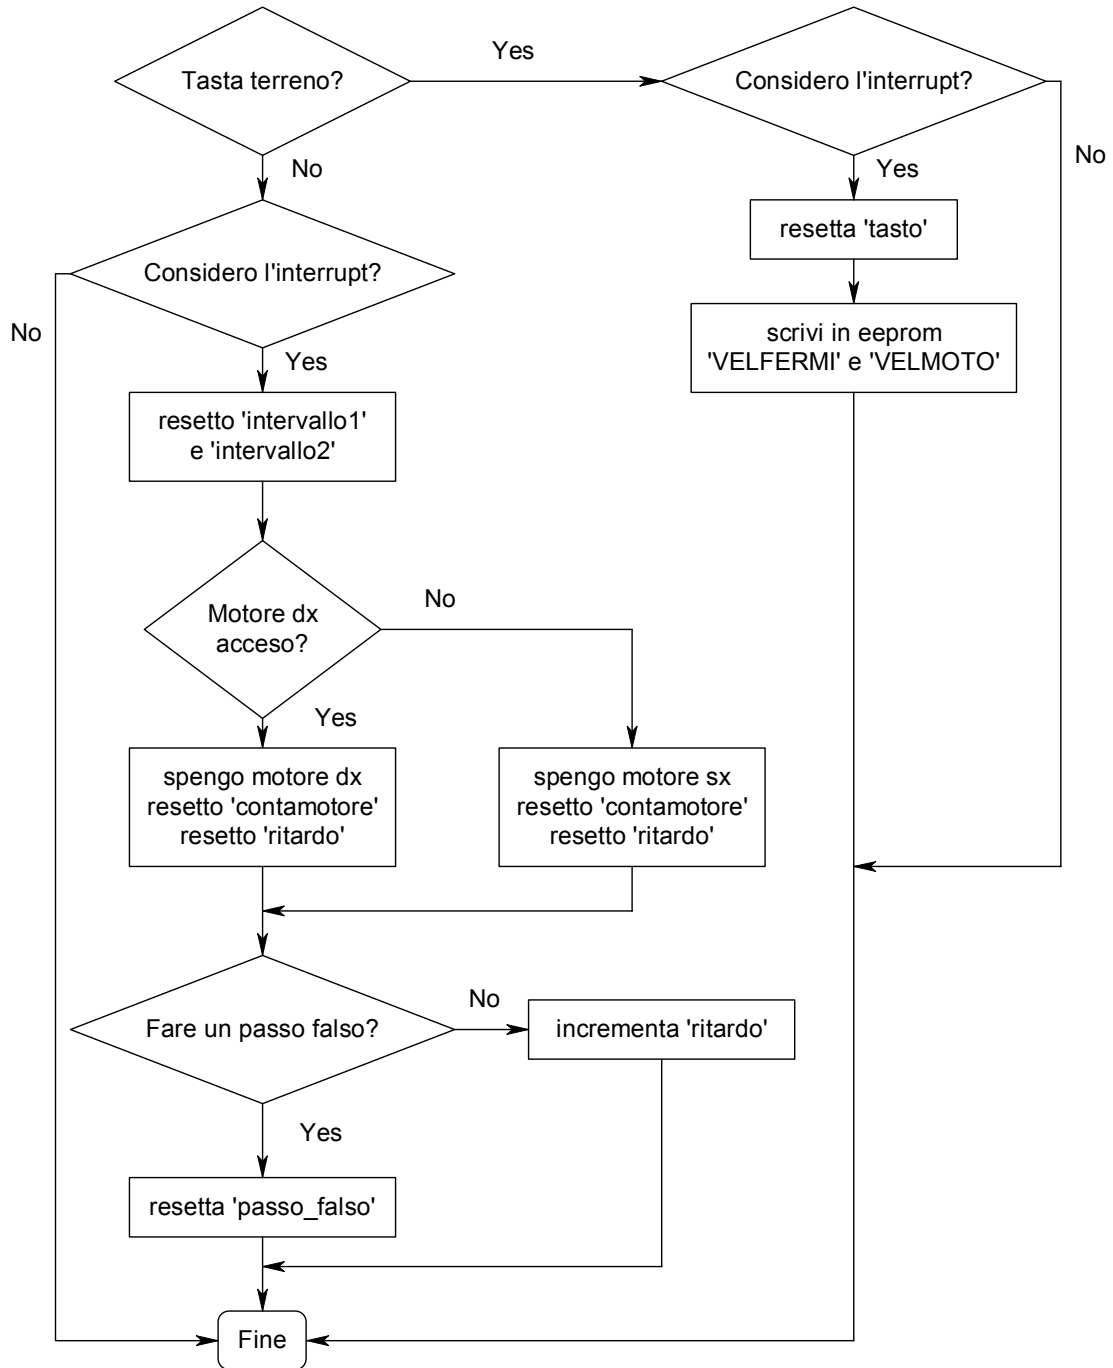 Tasta terreno?
Yes
Considero l'interrupt?
No
No
Yes
resetta 'tasto'
Considero l'interrupt?
No
scrivi in eeprom
'VELFERMI' e 'VELMOTO'
Yes
resetto 'intervallo1'
e 'intervallo2'
Motore dx
acceso?
No
Yes
spengo motore dx
resetto 'contamotore'
resetto 'ritardo'
spengo motore sx
resetto 'contamotore'
resetto 'ritardo'
Fare un passo falso?
No
incrementa 'ritardo'
Yes
resetta 'passo_falso'
Fine